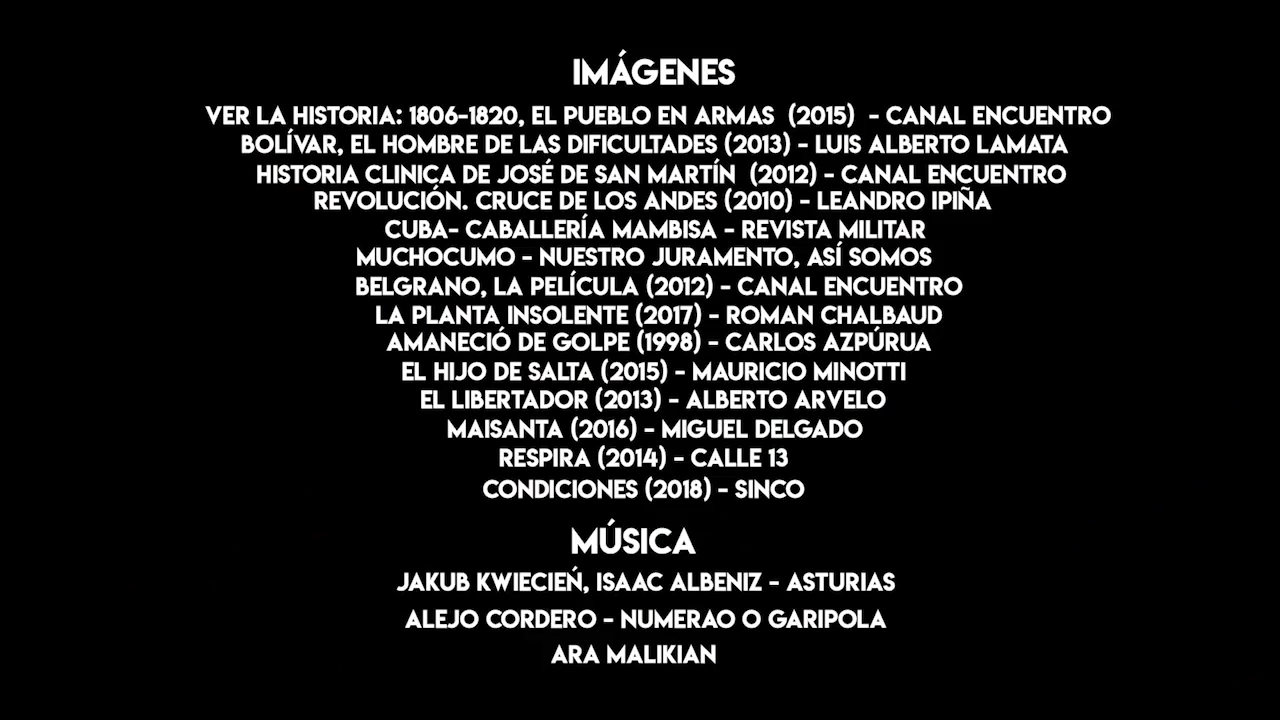 IMÁGENES
VER LA HISTORIA: 1806-1820, EL PUEBLO EN ARMAS (2015) - CANAL ENCUENTRO
BOLÍVAR, EL HOMBRE DE LAS DIFICULTADES (2013) - LUIS ALBERTO LAMATA
HISTORIA CLINICA DE JOSÉ DE SAN MARTÍN (2012) - CANAL ENCUENTRO
REVOLUCIÓN. CRUCE DE LOS ANDES (2010) - LEANDRO IPIÑA
CUBA- CABALLERÍA MAMBISA - REVISTA MILITAR
MUCHOCUMO - NUESTRO JURAMENTO, ASÍ SOMOS
BELGRANO, LA PELÍCULA (2012) - CANAL ENCUENTRO
LA PLANTA INSOLENTE (2017) - ROMAN CHALBAUD
AMANECIÓ DE GOLPE (1998) - CARLOS AZPÚRUA
EL HIJO DE SALTA (2015) - MAURICIO MINOTTI
EL LIBERTADOR (2013) - ALBERTO ARVELO
MAISANTA (2016) - MIGUEL DELGADO
RESPIRA (2014) - CALLE 13
CONDICIONES (2018) - SINCO
MÚSICA
JAKUB KWIECIEŃ, ISAAC ALBENIZ - ASTURIAS
ALEJO CORDERO - NUMERAO O GARIPOLA
ARA MALIKIAN